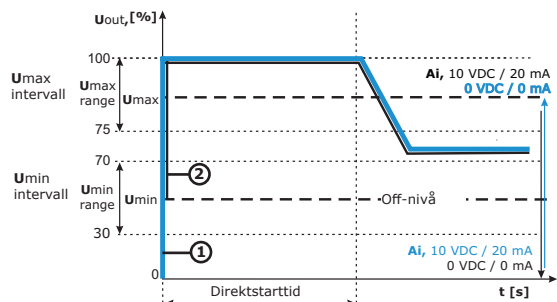 Uout,[%]
100
Umax
intervall
Umax
range
Umax
75
70
Umin
intervall
Umin
range
Umin
30
0
Ai, 10 VDC / 20 mA
0 VDC / 0 mA
2
Off-nivå
1
Ai, 10 VDC / 20 mA
0 VDC / 0 mA
Direktstarttid
t [s]